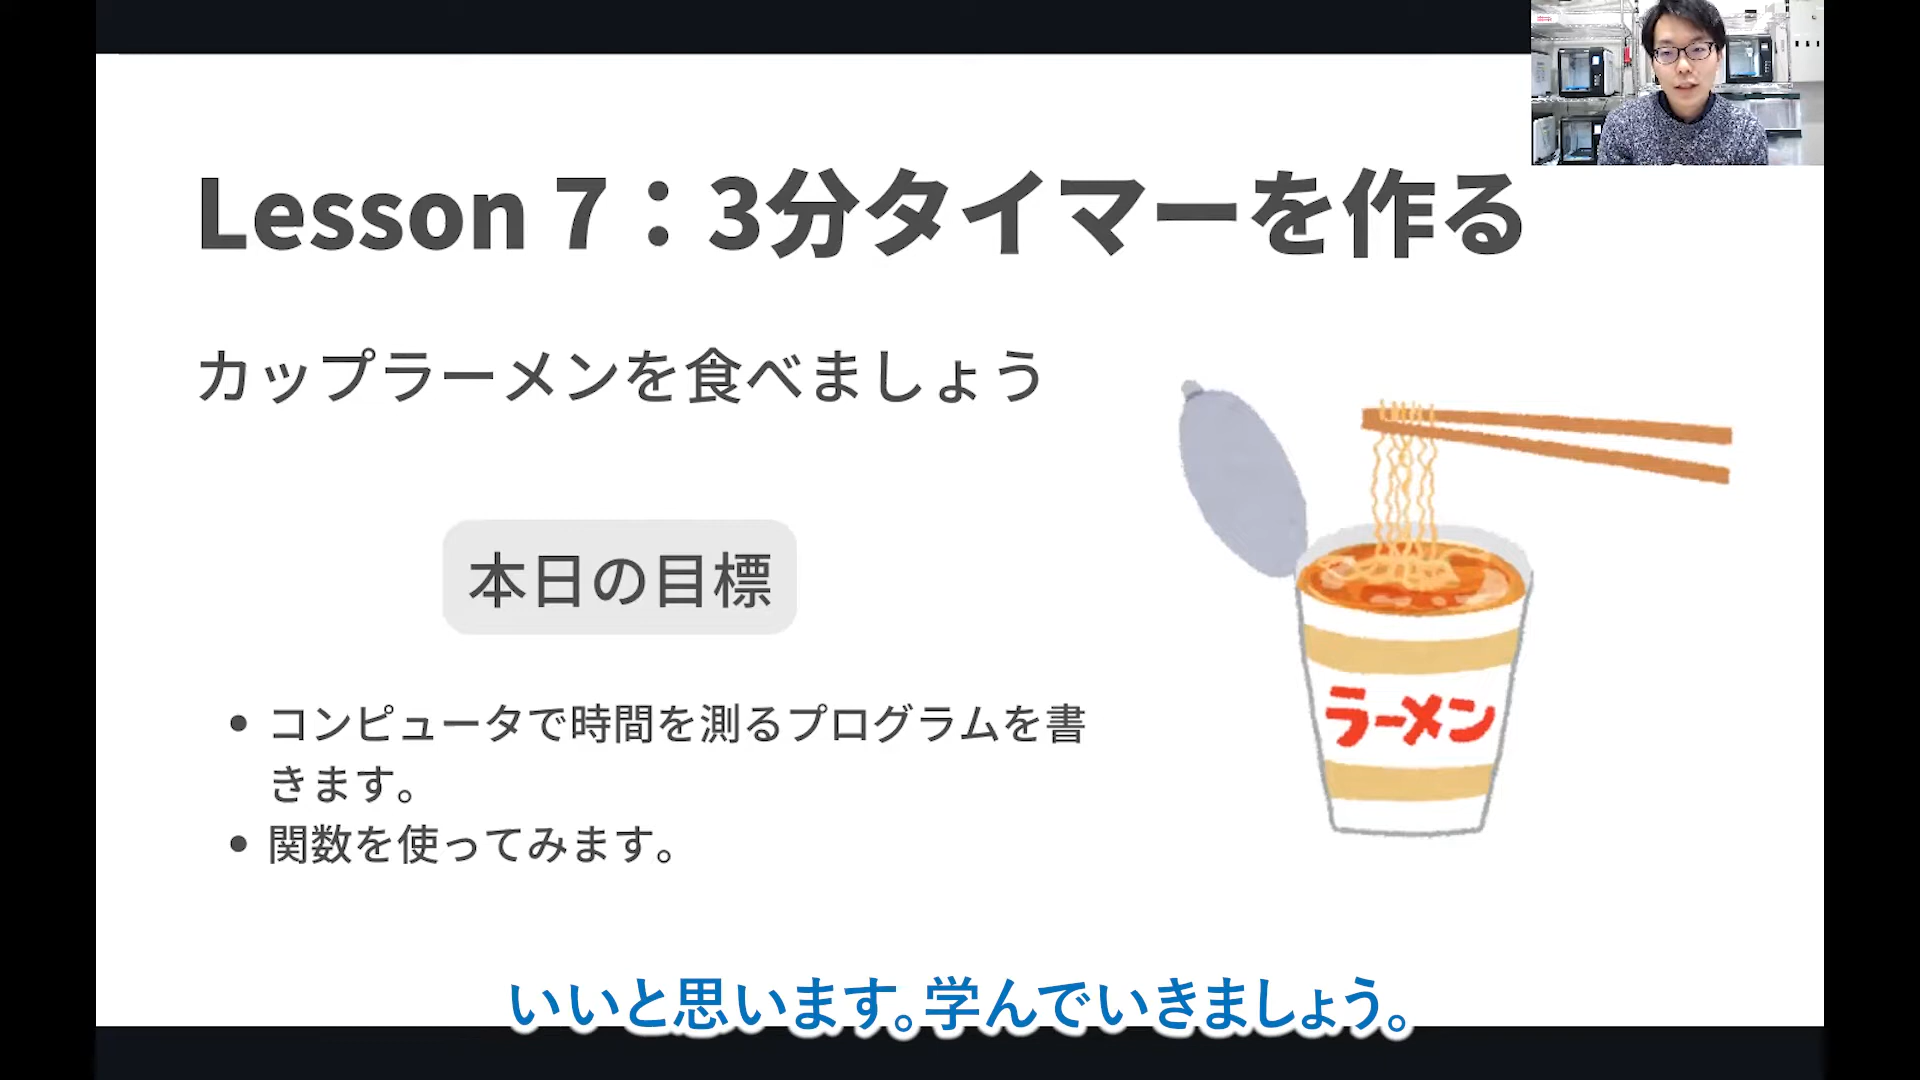 Lesson 7：3分タイマーを作る
カップラーメンを食べましょう
本日の目標
• コンピュータで時間を測るプログラムを書
きます。
• 関数を使ってみます。
ラーメン
いいと思います。学んでいきましょう。